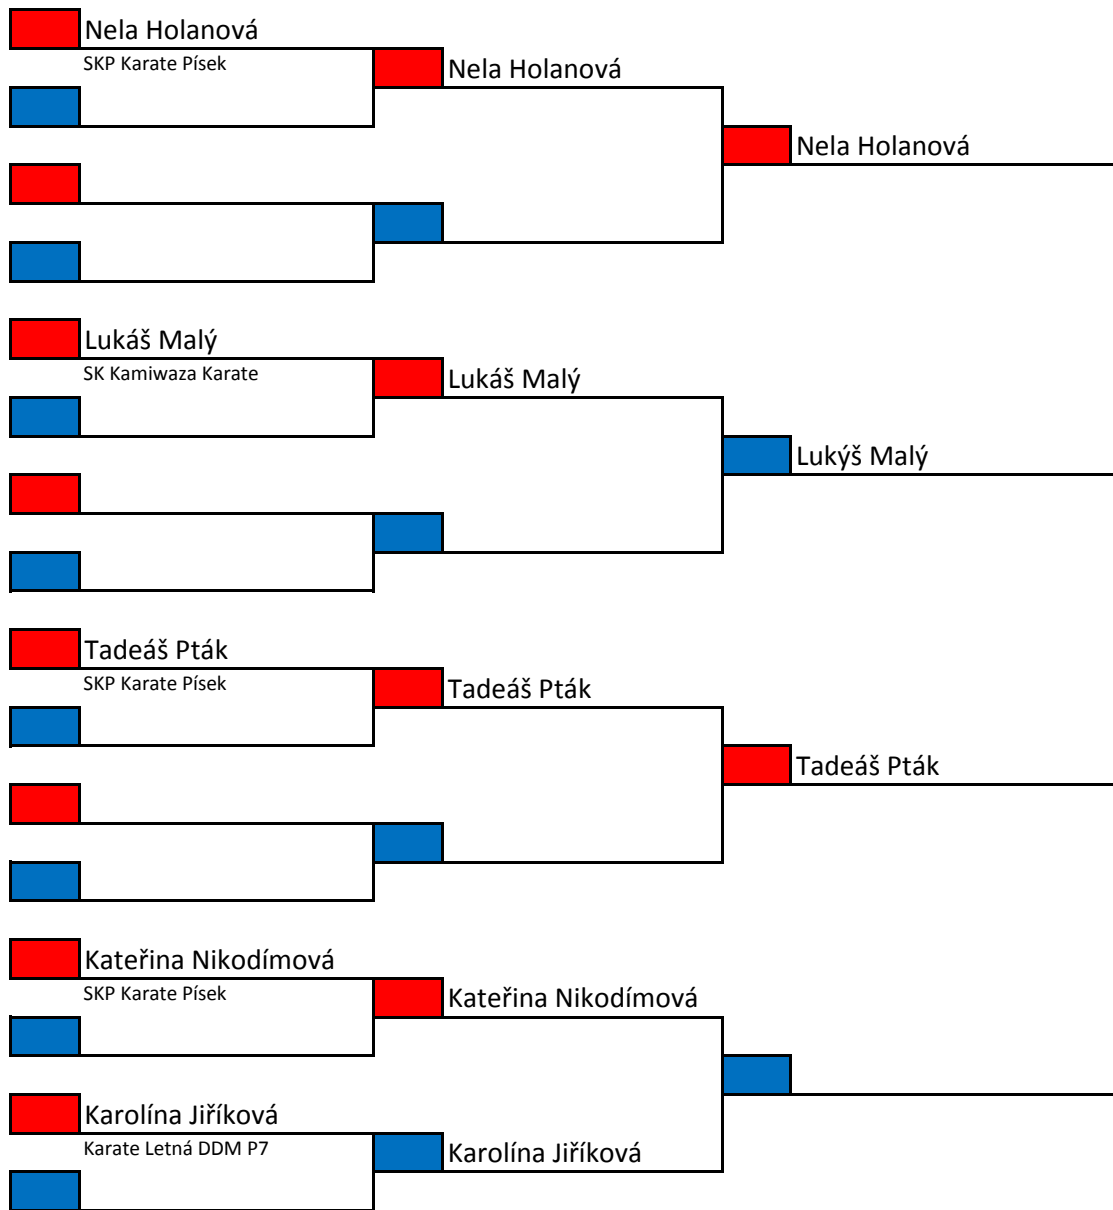 Nela Holanová
SKP Karate Písek
Nela Holanová
Nela Holanová
Lukáš Malý
SK Kamiwaza Karate
Lukáš Malý
Lukýš Malý
Tadeáš Pták
SKP Karate Písek
Tadeáš Pták
Tadeáš Pták
Kateřina Nikodímová
SKP Karate Písek
Kateřina Nikodímová
Karolína Jiříková
Karate Letná DDM P7
Karolína Jiříková